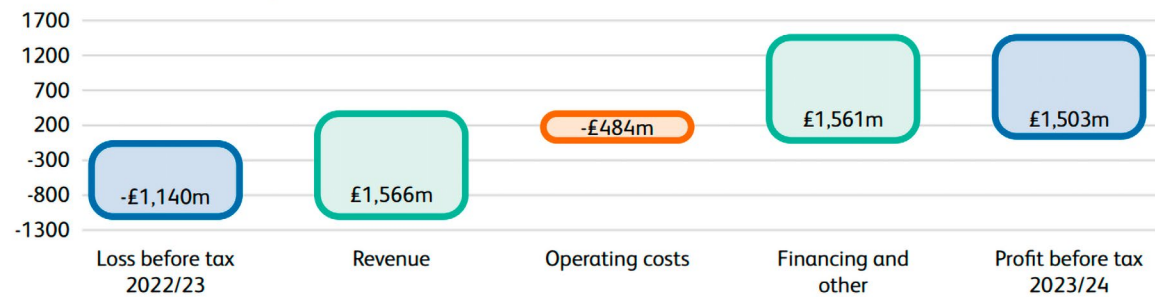 1700
1200
700
200
-300
-800
-1300
-£1,140m
£1,566m
-£484m
£1,561m
£1,503m
Loss before tax
2022/23
Revenue
Operating costs
Financing and
other
Profit before tax
2023/24